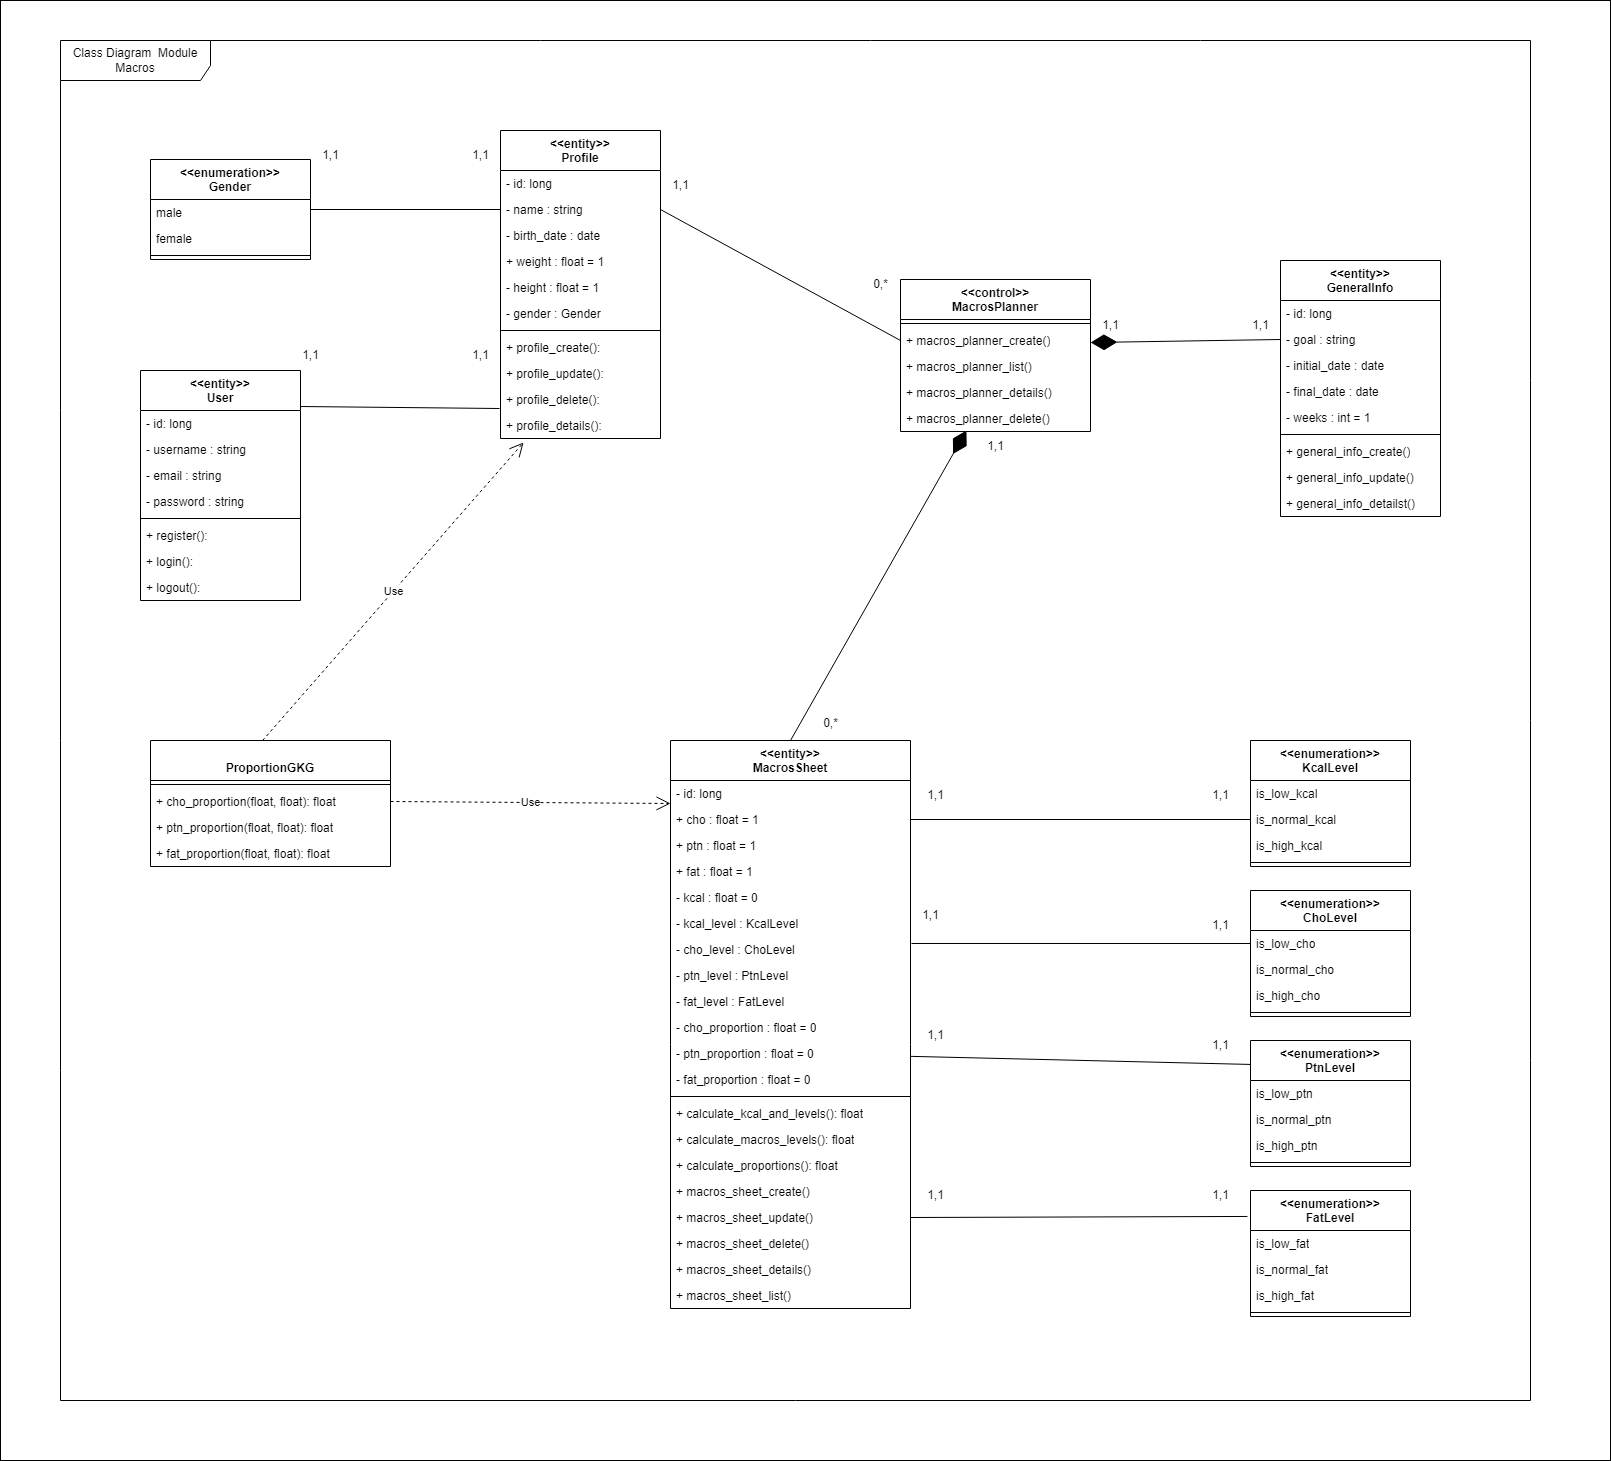 Class Diagram  Module
Macros
<<enumeration>>
Gender
male
female
1,1
1,1
<<entity>>
Profile
- id: long
- name : string
- birth_date : date
+ weight : float = 1
- height : float = 1
- gender : Gender
+ profile_create():
+ profile_update():
+ profile_delete():
+ profile_details():
1,1
0,*
1,1
1,1
<<entity>>
User
- id: long
- username : string
- email : string
- password : string
+ register():
+ login():
+ logout():
<<control>>
MacrosPlanner
+ macros_planner_create()
+ macros_planner_list()
+ macros_planner_details()
+ macros_planner_delete()
1,1
1,1
<<entity>>
GeneralInfo
- id: long
- goal : string
- initial_date : date
- final_date : date
- weeks : int = 1
+ general_info_create()
+ general_info_update()
+ general_info_detailst()
1,1
0,*
Use
ProportionGKG
+ cho_proportion(float, float): float
+ ptn_proportion(float, float): float
+ fat_proportion(float, float): float
Use
<<entity>>
MacrosSheet
- id: long
+ cho : float = 1
+ ptn : float = 1
+ fat : float = 1
- kcal : float = 0
- kcal_level : KcalLevel
- cho_level : ChoLevel
- ptn_level : PtnLevel
- fat_level : FatLevel
- cho_proportion : float = 0
- ptn_proportion : float = 0
- fat_proportion : float = 0
+ calculate_kcal_and_levels(): float
+ calculate_macros_levels(): float
+ calculate_proportions(): float
+ macros_sheet_create()
+ macros_sheet_update()
+ macros_sheet_delete()
+ macros_sheet_details()
+ macros_sheet_list()
1,1
1,1
<<enumeration>>
KcalLevel
is_low_kcal
is_normal_kcal
is_high_kcal
1,1
1,1
<<enumeration>>
ChoLevel
is_low_cho
is_normal_cho
is_high_cho
1,1
1,1
<<enumeration>>
PtnLevel
is_low_ptn
is_normal_ptn
is_high_ptn
1,1
1,1
<<enumeration>>
FatLevel
is_low_fat
is_normal_fat
is_high_fat